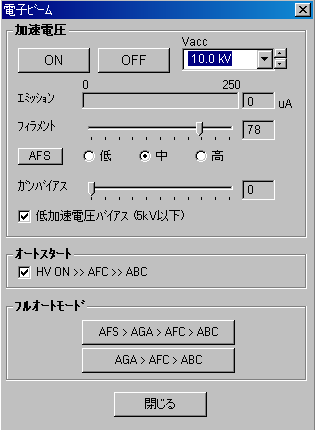 電子ビーム
加速電圧
ON OFF Vacc 10.0 kV
0 250
エミッション 0 uA
フィラメント 78
AFS 低 中 高
ガンバイアス 0
低加速電圧バイアス (5kV以下)
オートスタート
HV ON >> AFC >> ABC
フルオートモード
AFS > AGA > AFC > ABC
AGA > AFC > ABC
閉じる